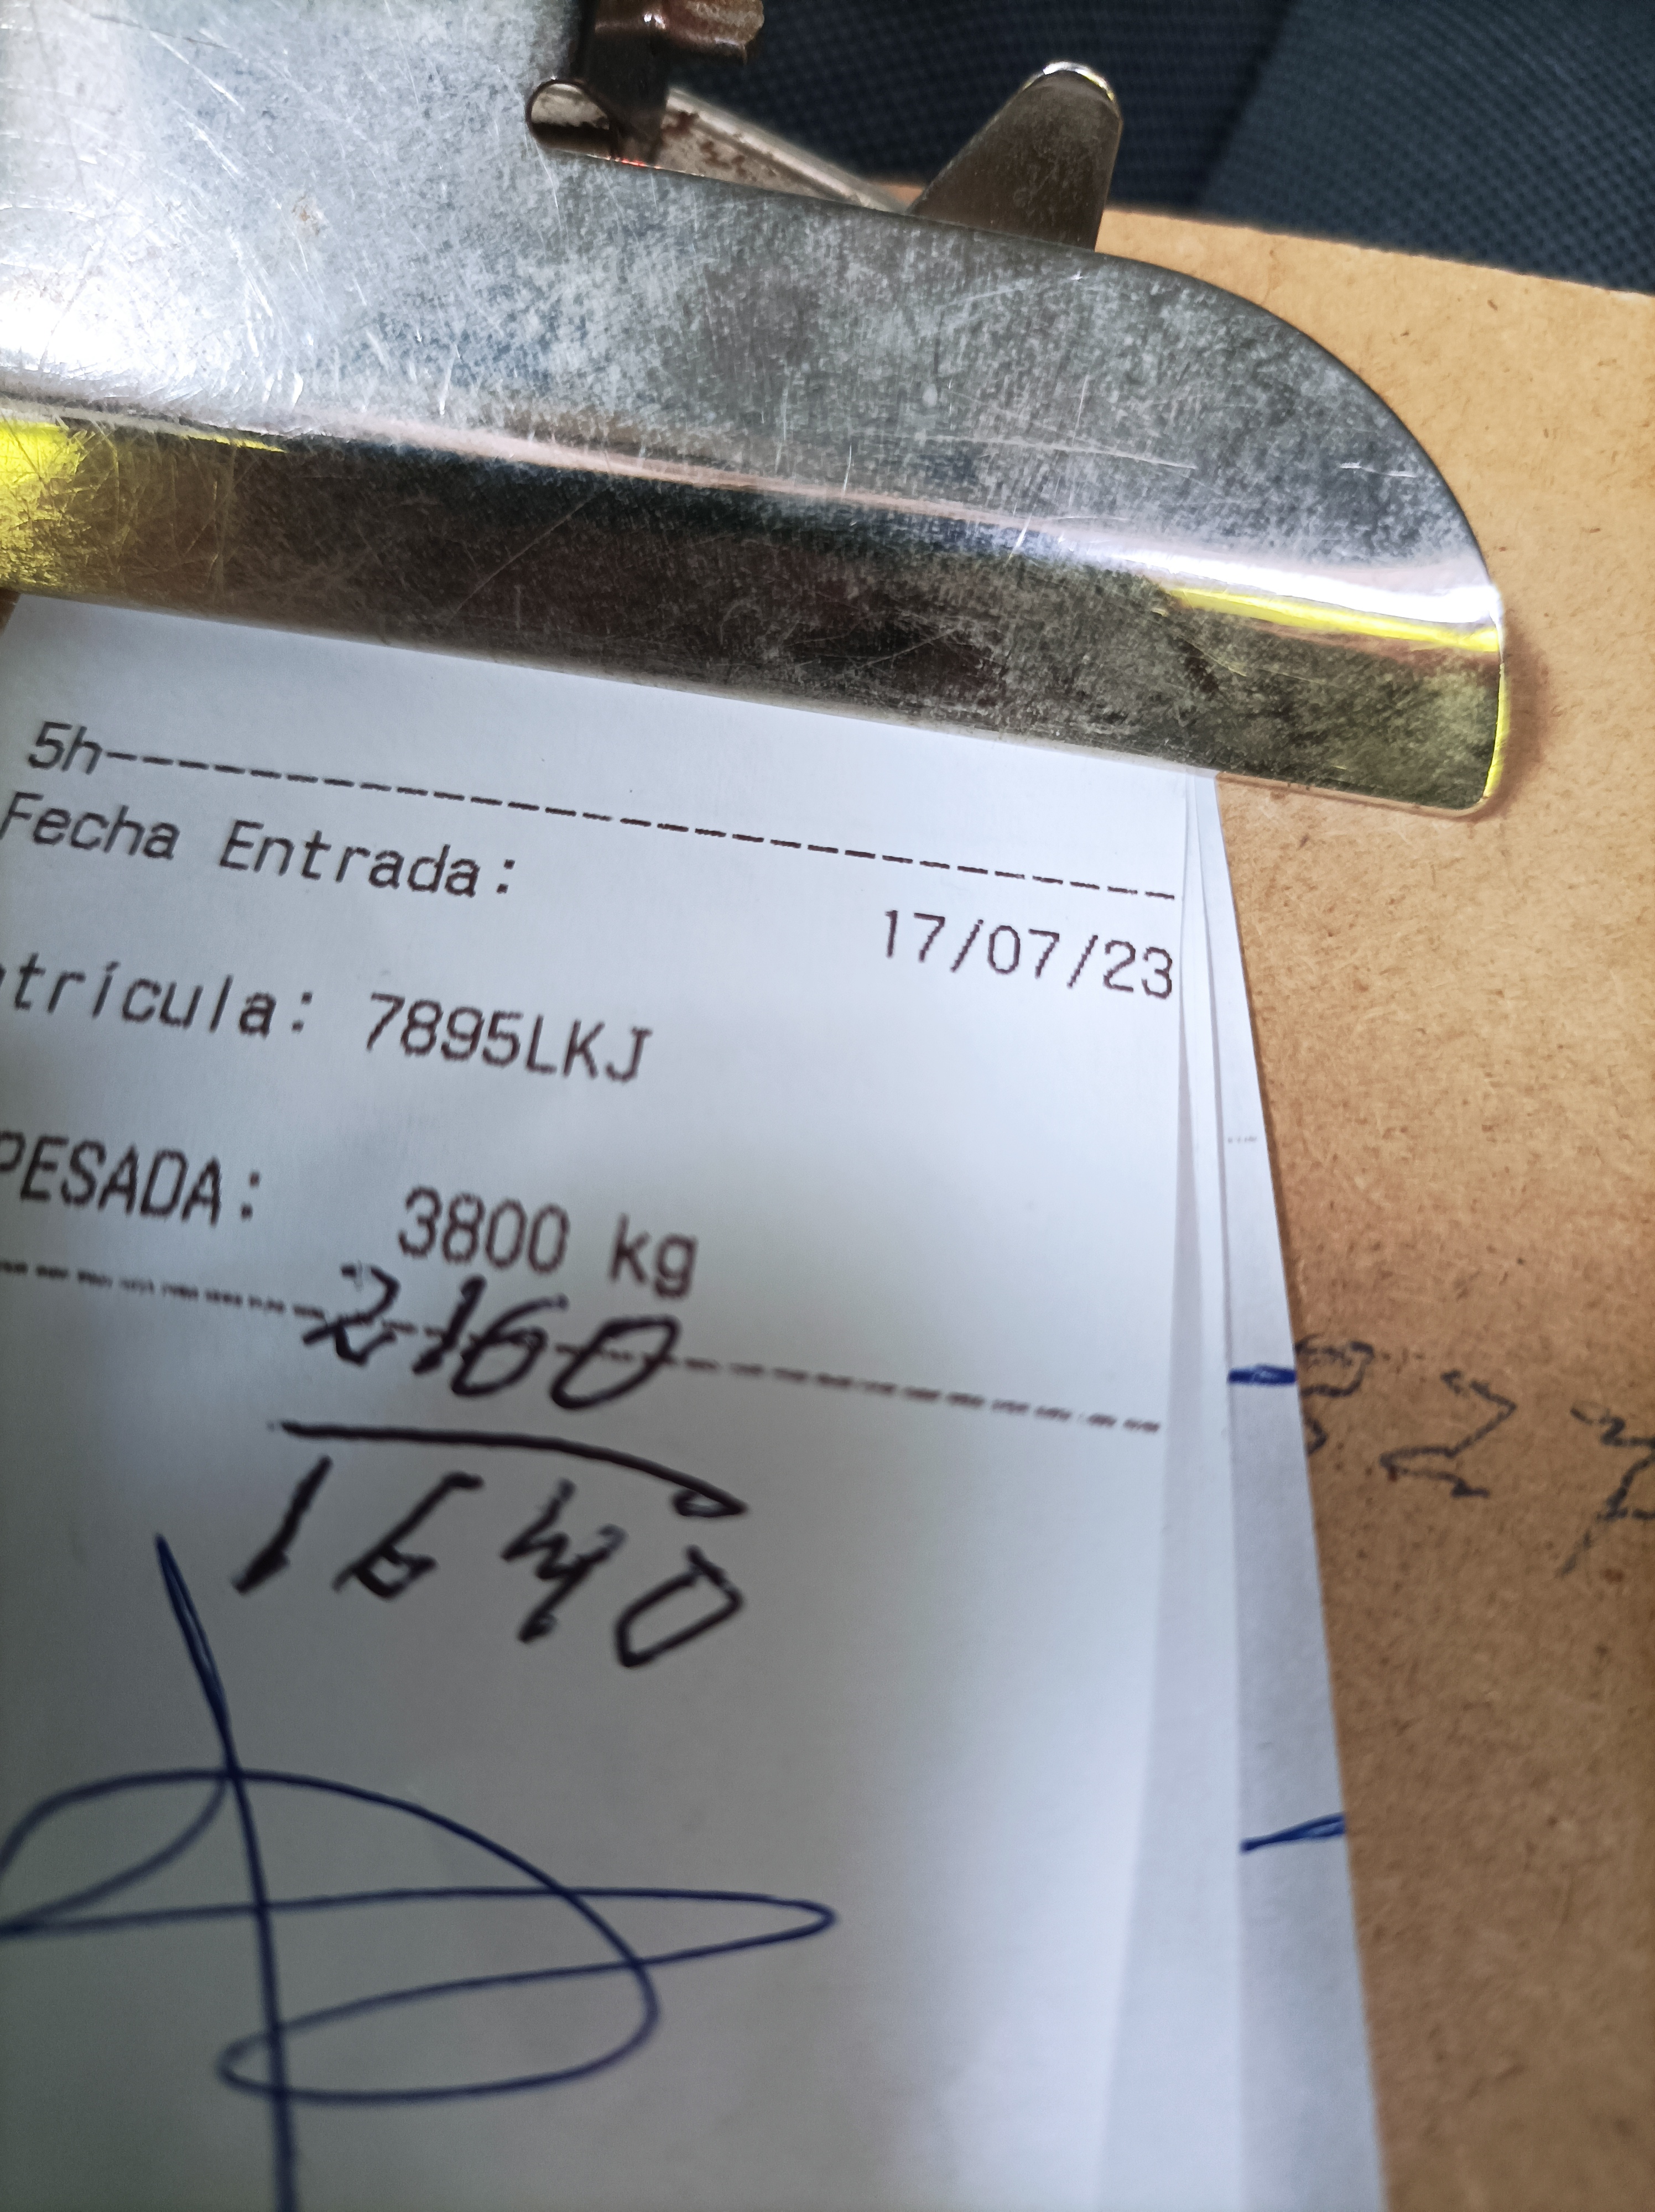 5h--------------------------------
Fecha Entrada:
17/07/23
trícula: 7895LKJ
PESADA: 3800 kg
2160
1640